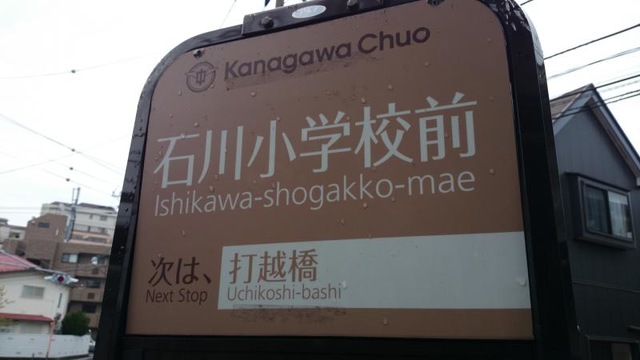 中 Kanagawa Chuo
石川小学校前
Ishikawa-shogakko-mae
次は、 打越橋
Next Stop Uchikoshi-bashi